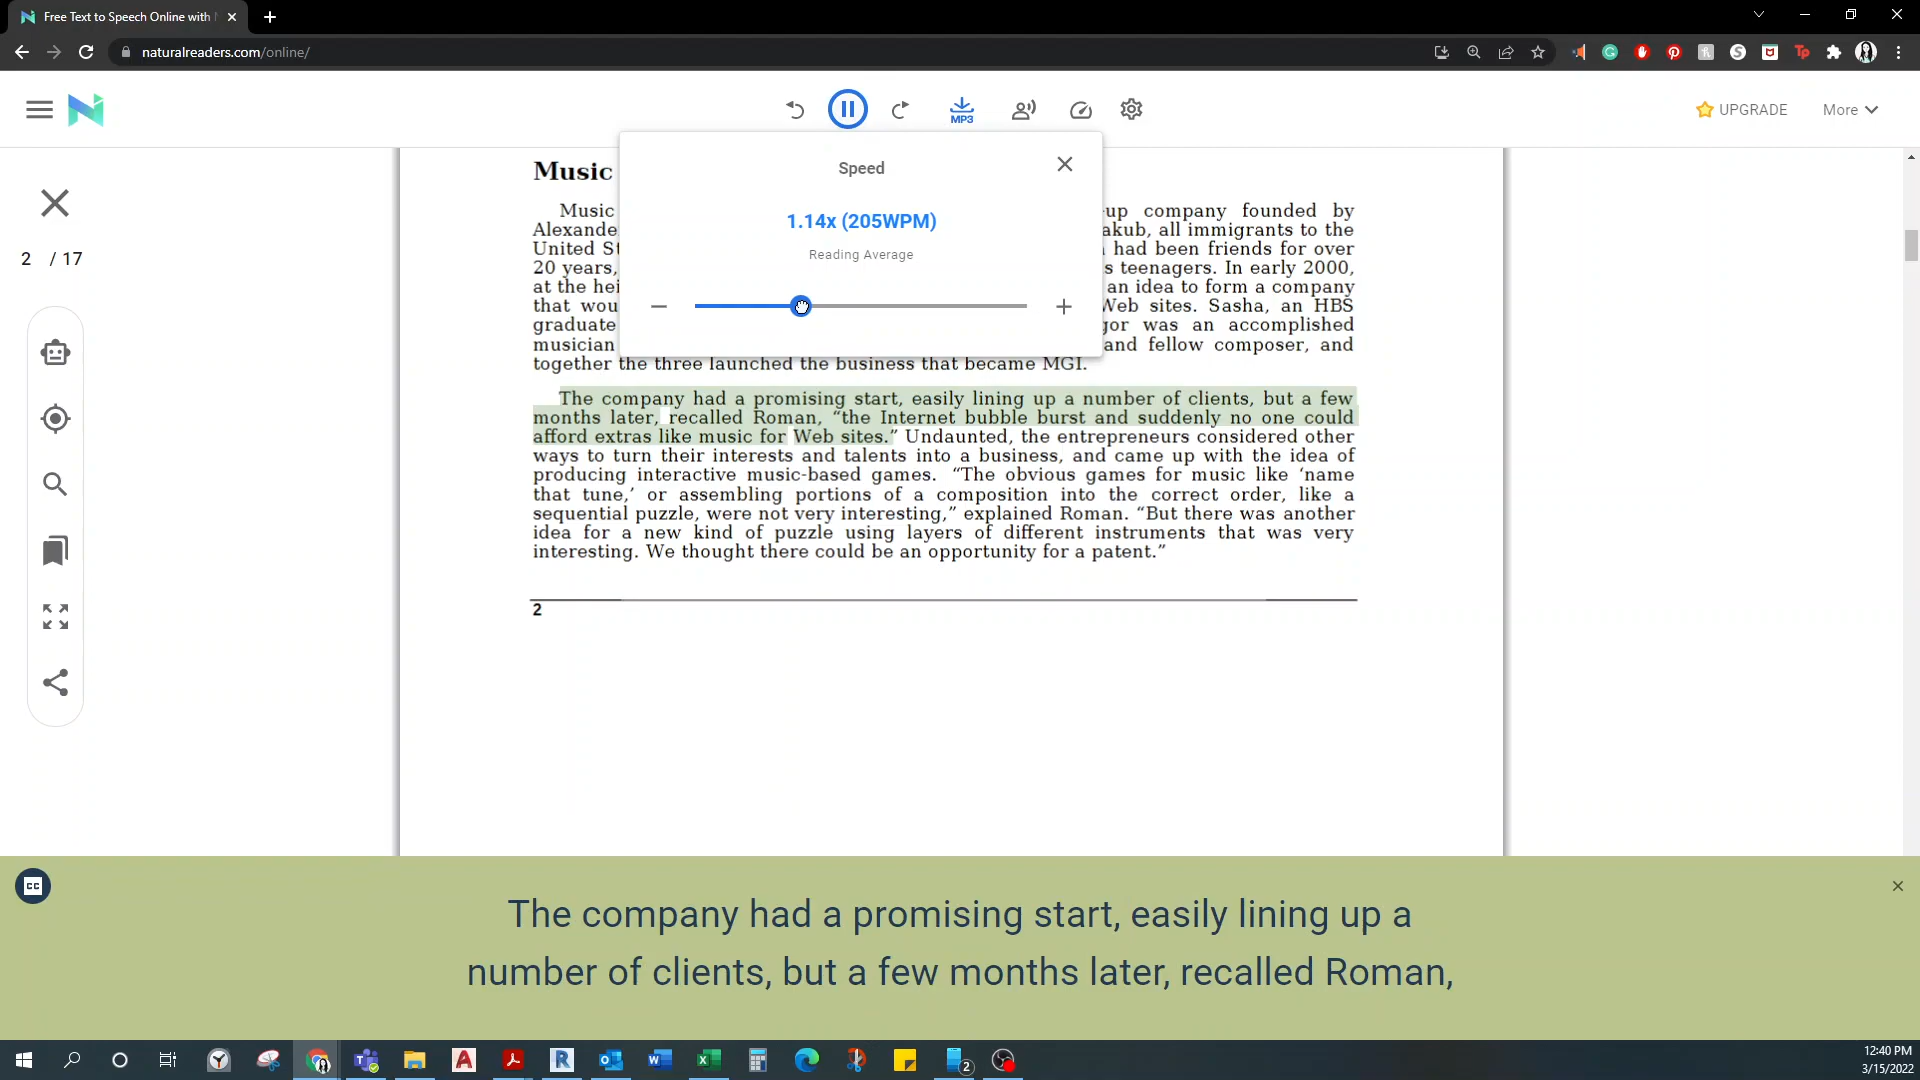 Free Text to Speech Online with
naturalreaders.com/online/
MP3
UPGRADE
More
Speed
1.14x (205WPM)
Reading Average
2 / 17
Music
Music -up company founded by
Alexande akub, all immigrants to the
United St had been friends for over
20 years, s teenagers. In early 2000,
at the hei an idea to form a company
that wou Web sites. Sasha, an HBS
graduate gor was an accomplished
musician and fellow composer, and
together the three launched the business that became MGI.
The company had a promising start, easily lining up a number of clients, but a few
months later, recalled Roman, “the Internet bubble burst and suddenly no one could
afford extras like music for Web sites.” Undaunted, the entrepreneurs considered other
ways to turn their interests and talents into a business, and came up with the idea of
producing interactive music-based games. “The obvious games for music like ‘name
that tune,’ or assembling portions of a composition into the correct order, like a
sequential puzzle, were not very interesting,” explained Roman. “But there was another
idea for a new kind of puzzle using layers of different instruments that was very
interesting. We thought there could be an opportunity for a patent.”
2
CC
The company had a promising start, easily lining up a
number of clients, but a few months later, recalled Roman,
2
12:40 PM
3/15/2022